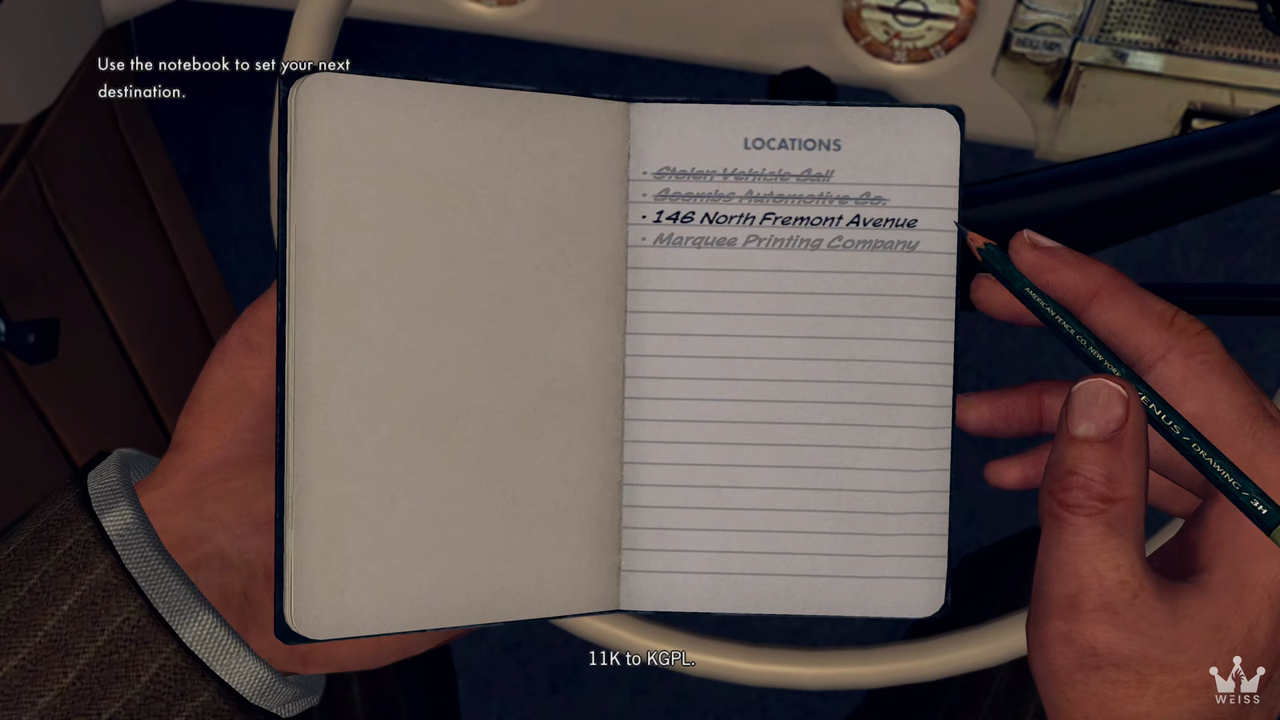 Use the notebook to set your next
destination.
LOCATIONS
· Stolen Vehicle Call
· Coombs Automotive Co.
· 146 North Fremont Avenue
· Marquee Printing Company
AMERICAN PENCIL CO. NEW YORK
VENUS / DRAWING / 3H
11K to KGPL.
WEISS